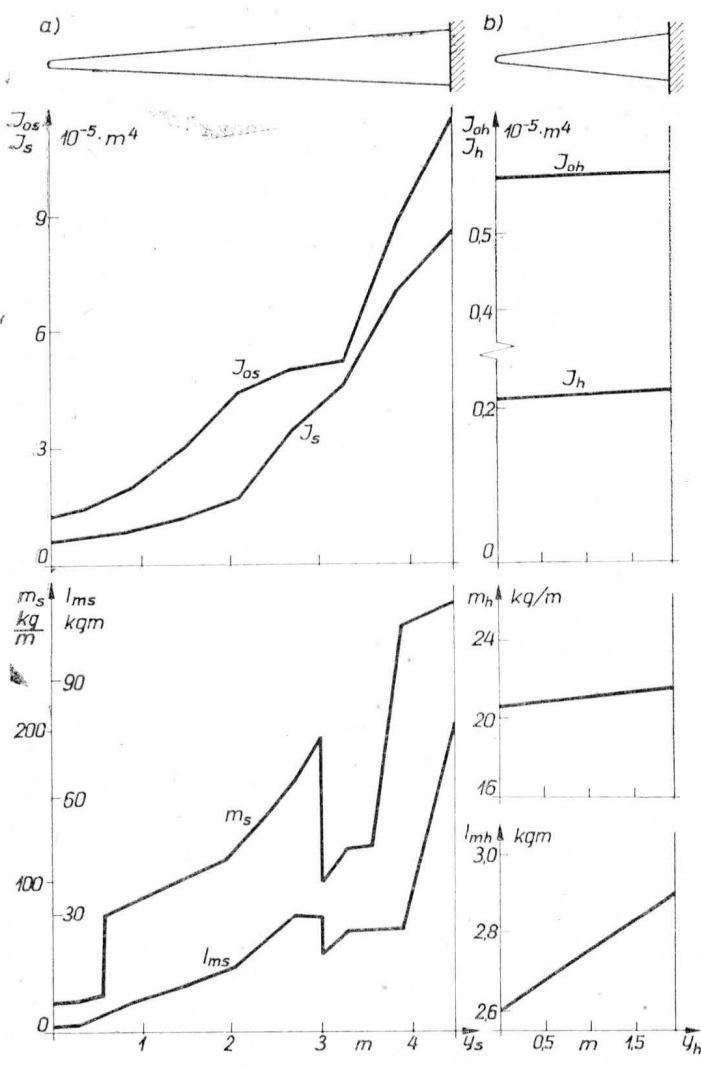 a)
b)
J_os
J_s 10⁻⁵·m⁴
9
6
3
0
J_os
J_s
J_oh
J_h 10⁻⁵·m⁴
0,5
0,4
0,2
0
J_oh
J_h
m_s I_ms
kg/m kgm
90
200
60
100
30
0
m_s
I_ms
1 2 3 m 4 y_s
m_h kg/m
24
20
16
I_mh kgm
3,0
2,8
2,6
0,5 m 1,5 y_h